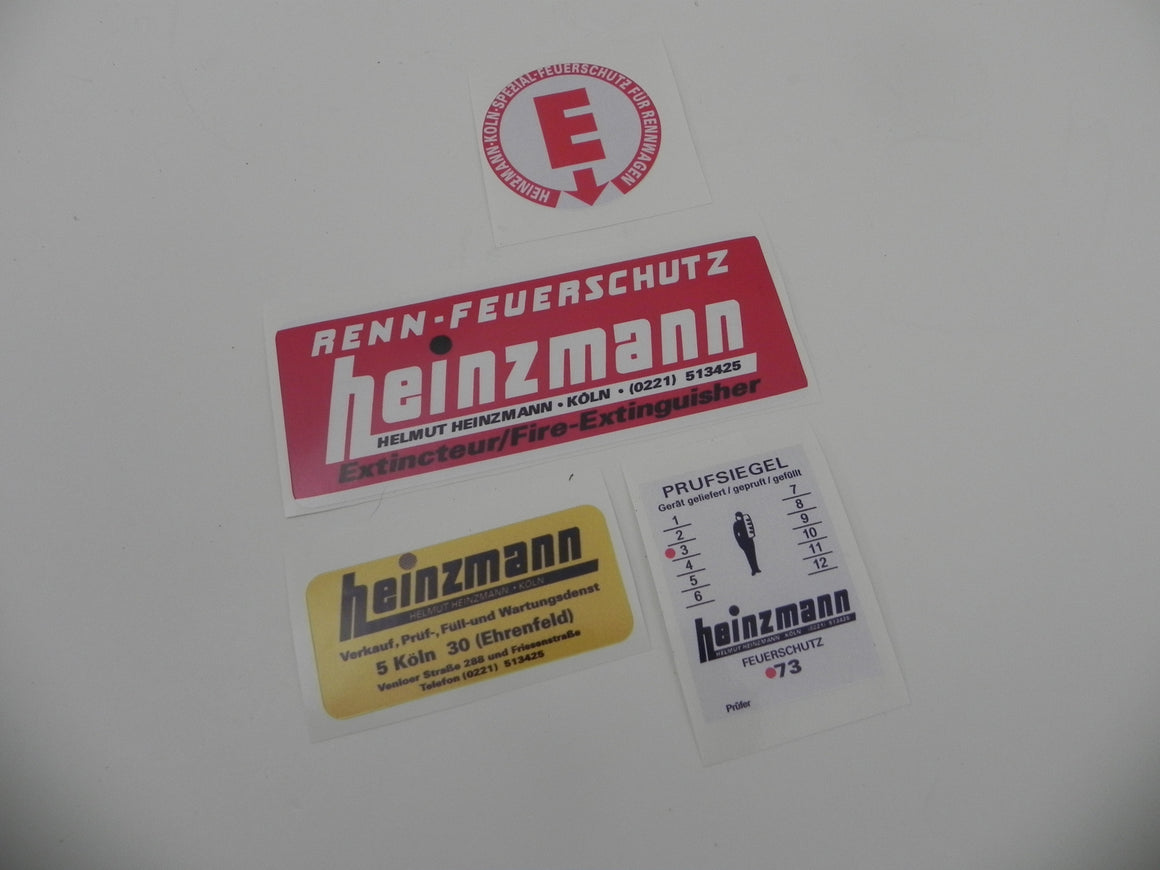 HEINZMANN·KÖLN·SPEZIAL-FEUERSCHUTZ FÜR RENNWAGEN
E
RENN-FEUERSCHUTZ
heinzmann
HELMUT HEINZMANN · KÖLN · (0221) 513425
Extincteur/Fire-Extinguisher
heinzmann
HELMUT HEINZMANN · KÖLN
Verkauf, Prüf-, Füll-und Wartungsdenst
5 Köln 30 (Ehrenfeld)
Venloer Straße 288 und Friesenstraße
Telefon (0221) 513425
PRUFSIEGEL
Gerät geliefert / gepruft / gefüllt
1
2
3
4
5
6
7
8
9
10
11
12
heinzmann
HELMUT HEINZMANN · KÖLN (0221) 513425
FEUERSCHUTZ
73
Prüfer